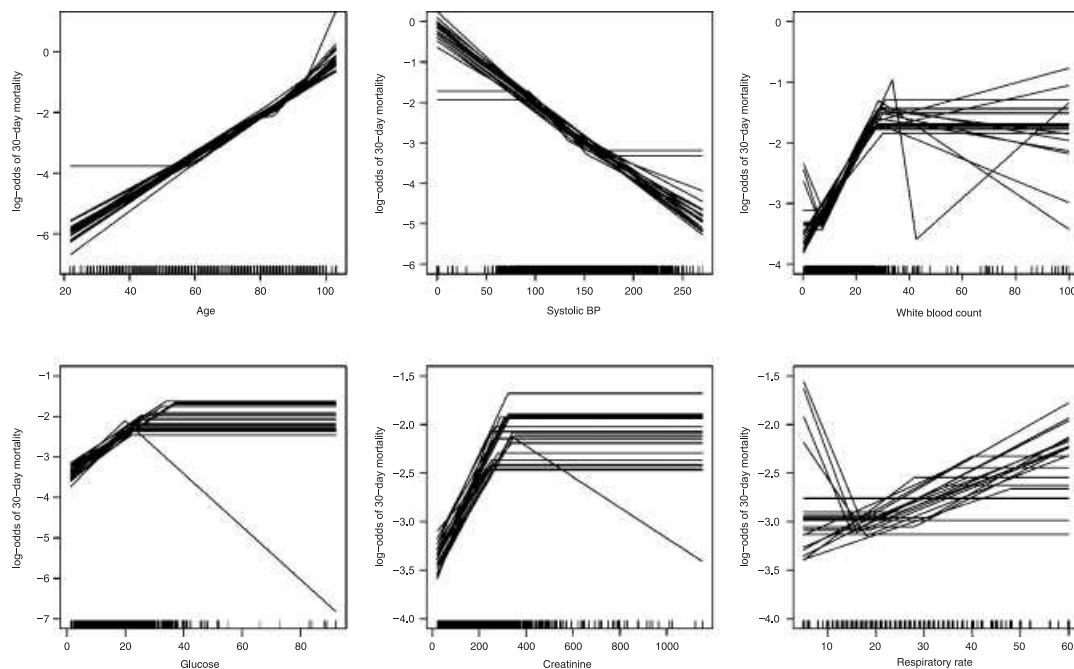 log-odds of 30-day mortality
0
−2
−4
−6
20 40 60 80 100
Age
log-odds of 30-day mortality
0
−1
−2
−3
−4
−5
−6
0 50 100 150 200 250
Systolic BP
log-odds of 30-day mortality
0
−1
−2
−3
−4
0 20 40 60 80 100
White blood count
log-odds of 30-day mortality
−1
−2
−3
−4
−5
−6
−7
0 20 40 60 80
Glucose
log-odds of 30-day mortality
−1.5
−2.0
−2.5
−3.0
−3.5
−4.0
0 200 400 600 800 1000
Creatinine
log-odds of 30-day mortality
−1.5
−2.0
−2.5
−3.0
−3.5
−4.0
0 10 20 30 40 50 60
Respiratory rate